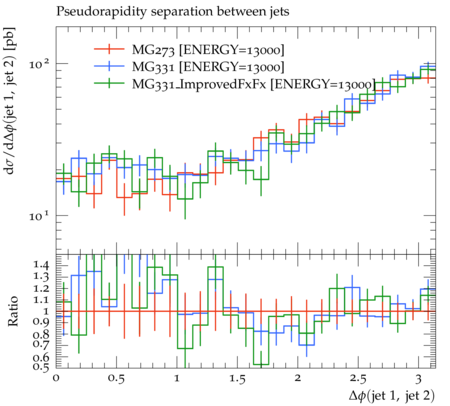 Pseudorapidity separation between jets
dσ/dΔϕ(jet 1, jet 2) [pb]
MG273 [ENERGY=13000]
MG331 [ENERGY=13000]
MG331_ImprovedFxFx [ENERGY=13000]
10²
10¹
Ratio
1.4
1.3
1.2
1.1
1
0.9
0.8
0.7
0.6
0.5
0 0.5 1 1.5 2 2.5 3
Δϕ(jet 1, jet 2)